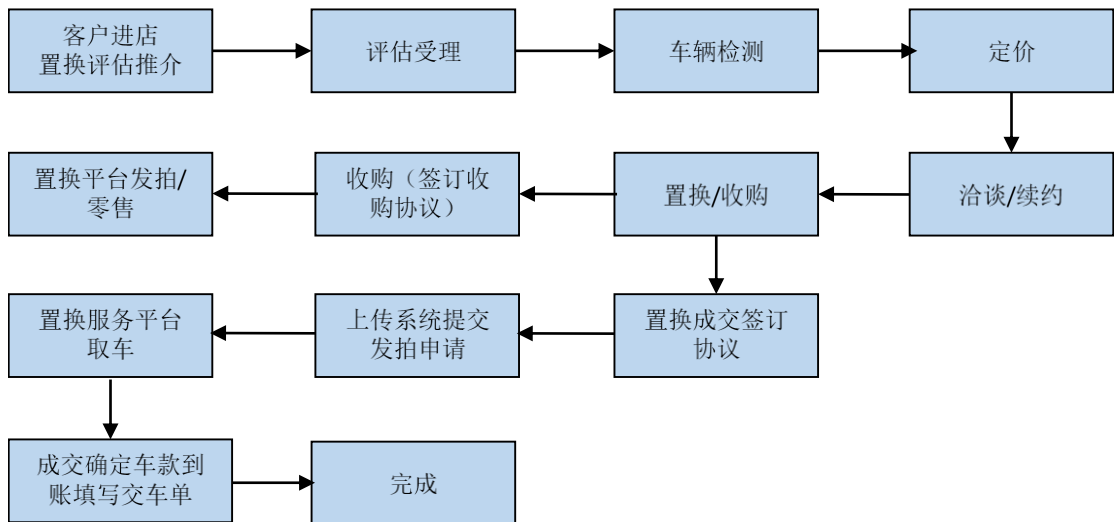 客户进店
置换评估推介
评估受理
车辆检测
定价
置换平台发拍/
零售
收购（签订收
购协议）
置换/收购
洽谈/续约
置换服务平台
取车
上传系统提交
发拍申请
置换成交签订
协议
成交确定车款到
账填写交车单
完成